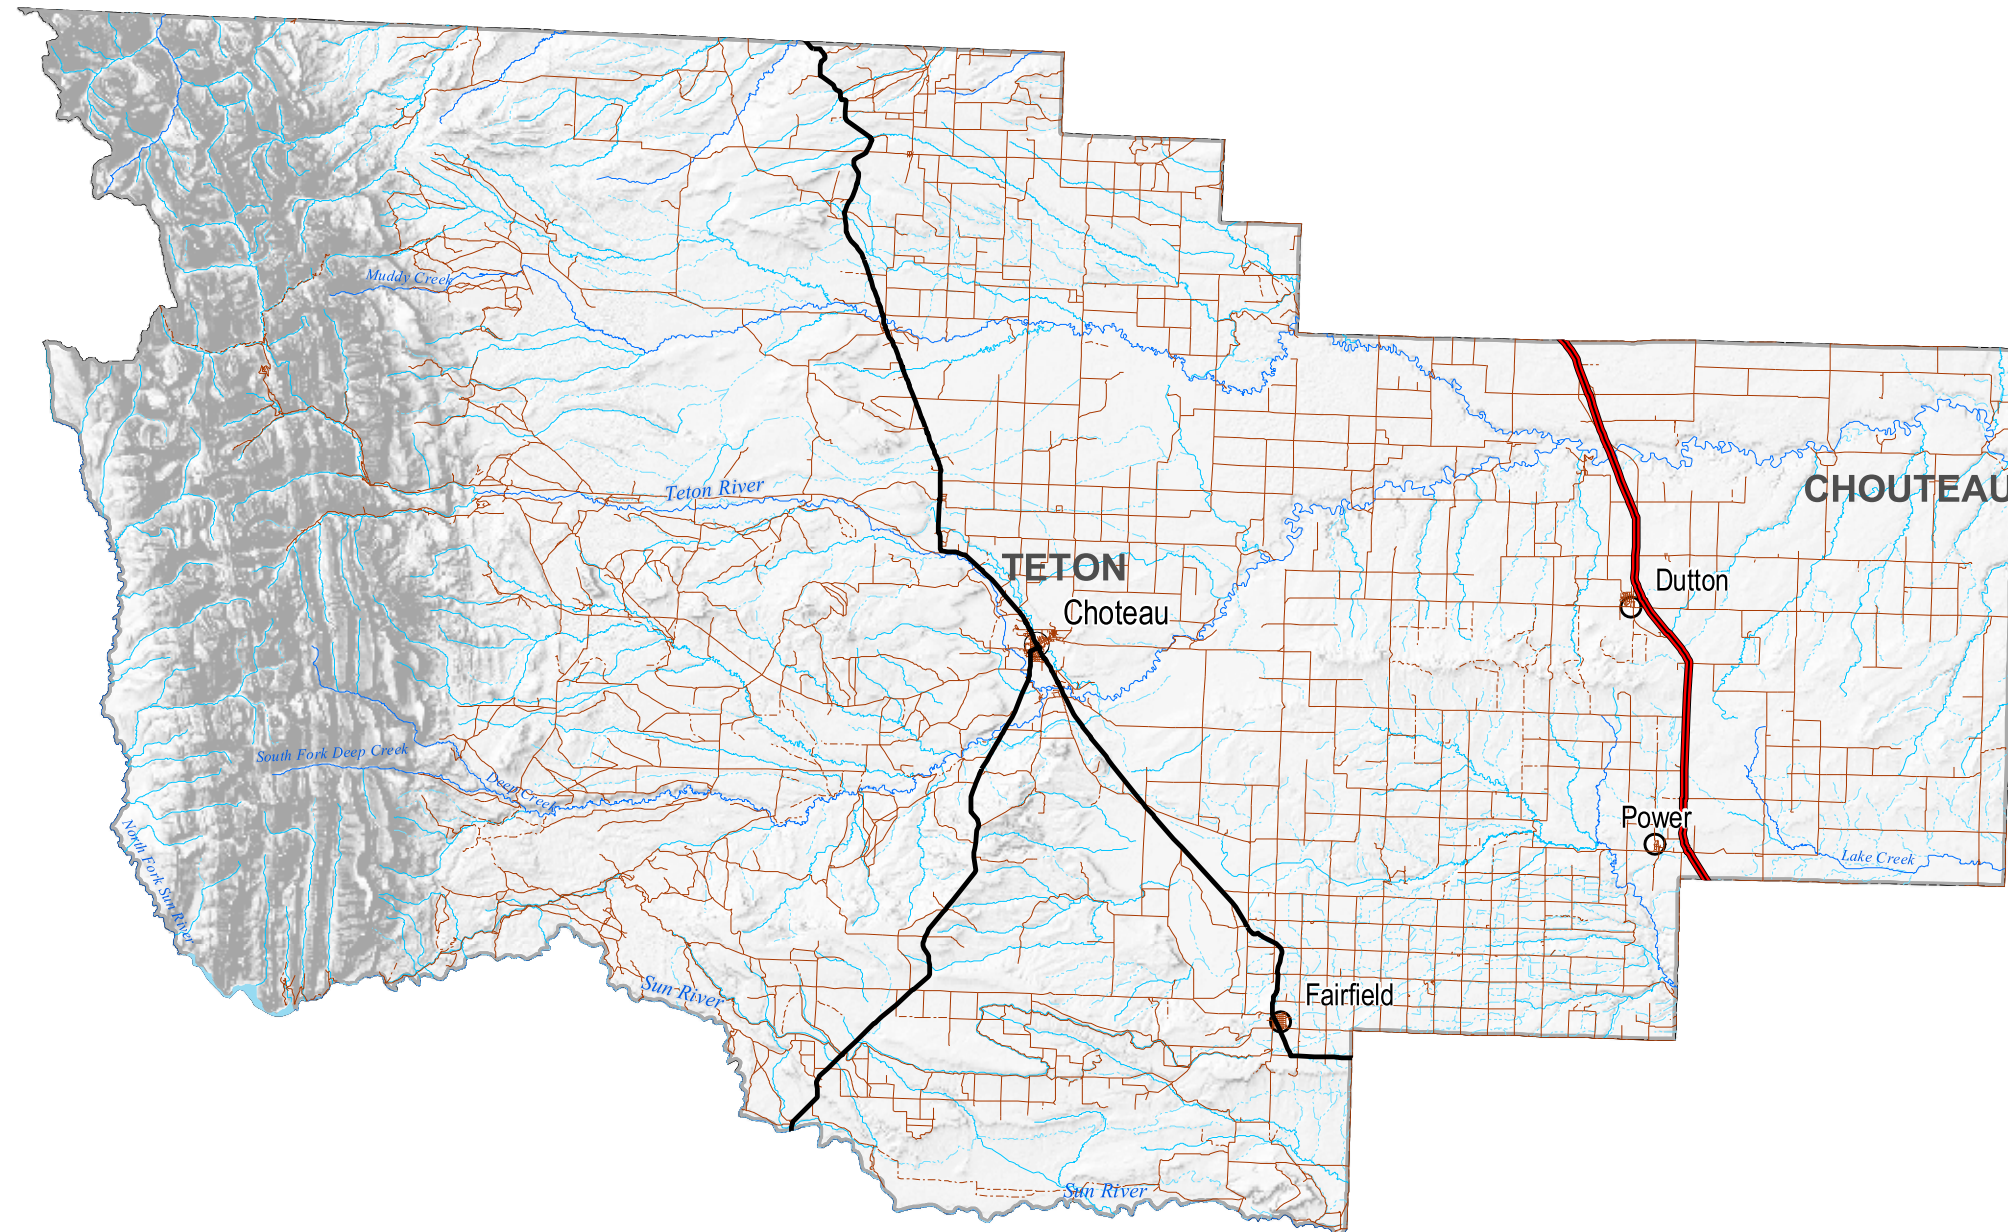 Muddy Creek
Teton River
CHOUTEAU
TETON
Dutton
Choteau
South Fork Deep Creek
Deep Creek
Power
North Fork Sun River
Lake Creek
Sun River
Fairfield
Sun River